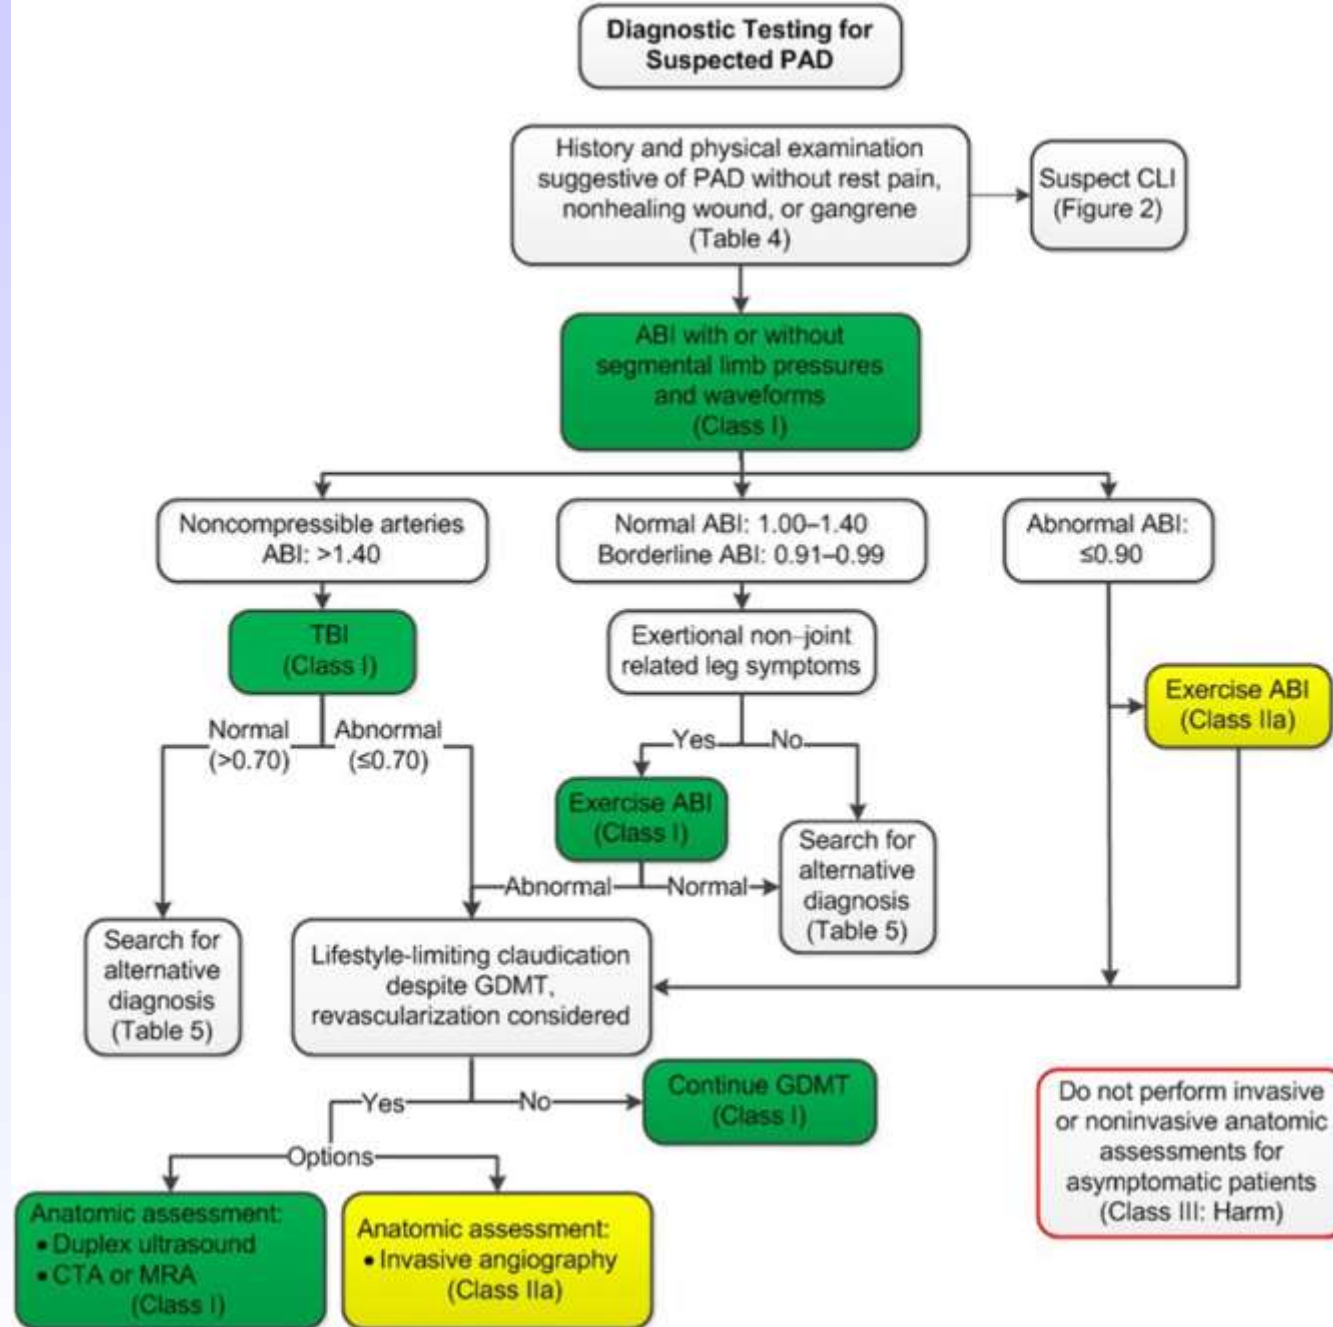 Diagnostic Testing for
Suspected PAD
History and physical examination
suggestive of PAD without rest pain,
nonhealing wound, or gangrene
(Table 4)
Suspect CLI
(Figure 2)
ABI with or without
segmental limb pressures
and waveforms
(Class I)
Noncompressible arteries
ABI: >1.40
Normal ABI: 1.00–1.40
Borderline ABI: 0.91–0.99
Abnormal ABI:
≤0.90
TBI
(Class I)
Exertional non–joint
related leg symptoms
Exercise ABI
(Class IIa)
Normal
(>0.70)
Abnormal
(≤0.70)
Yes
No
Exercise ABI
(Class I)
Search for
alternative
diagnosis
(Table 5)
Abnormal
Normal
Search for
alternative
diagnosis
(Table 5)
Lifestyle-limiting claudication
despite GDMT,
revascularization considered
Yes
No
Continue GDMT
(Class I)
Do not perform invasive
or noninvasive anatomic
assessments for
asymptomatic patients
(Class III: Harm)
Options
Anatomic assessment:
• Duplex ultrasound
• CTA or MRA
(Class I)
Anatomic assessment:
• Invasive angiography
(Class IIa)